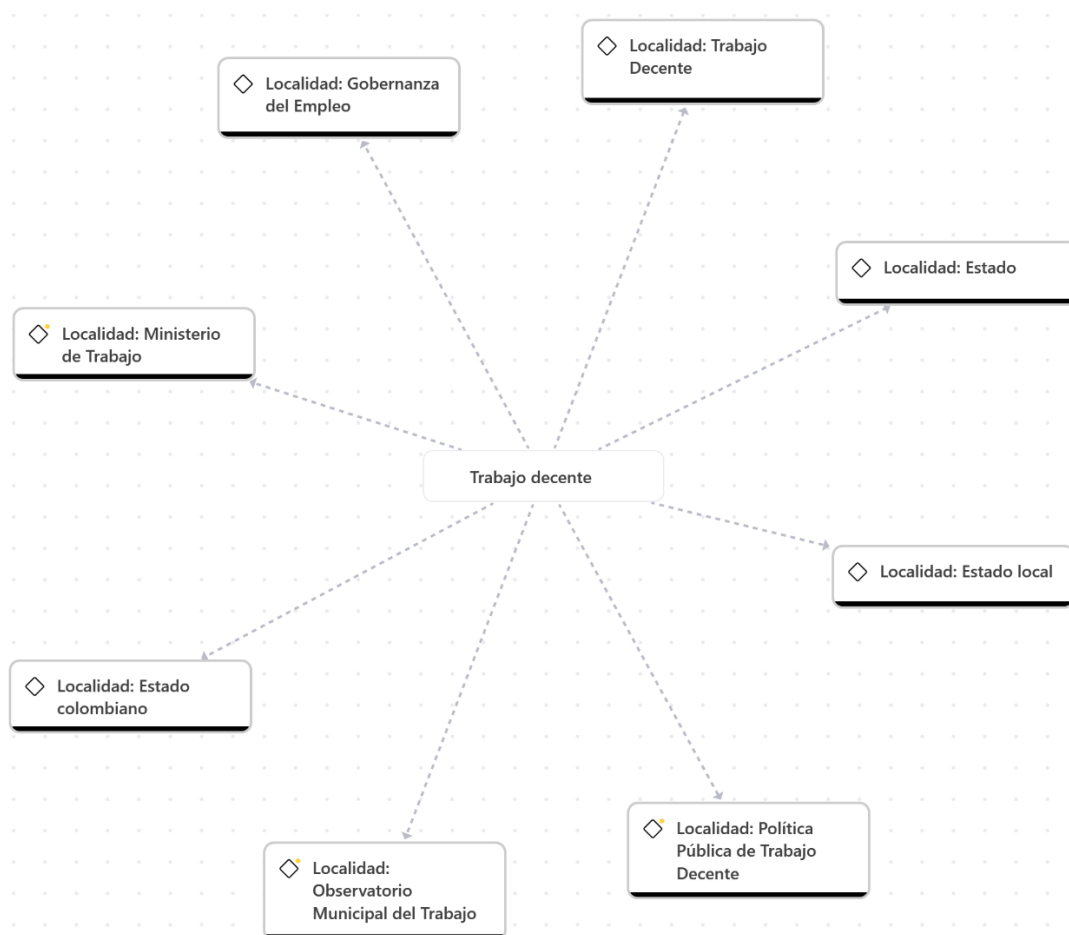 Localidad: Trabajo
Decente
Localidad: Gobernanza
del Empleo
Localidad: Estado
Localidad: Ministerio
de Trabajo
Trabajo decente
Localidad: Estado local
Localidad: Estado
colombiano
Localidad: Política
Pública de Trabajo
Decente
Localidad:
Observatorio
Municipal del Trabajo